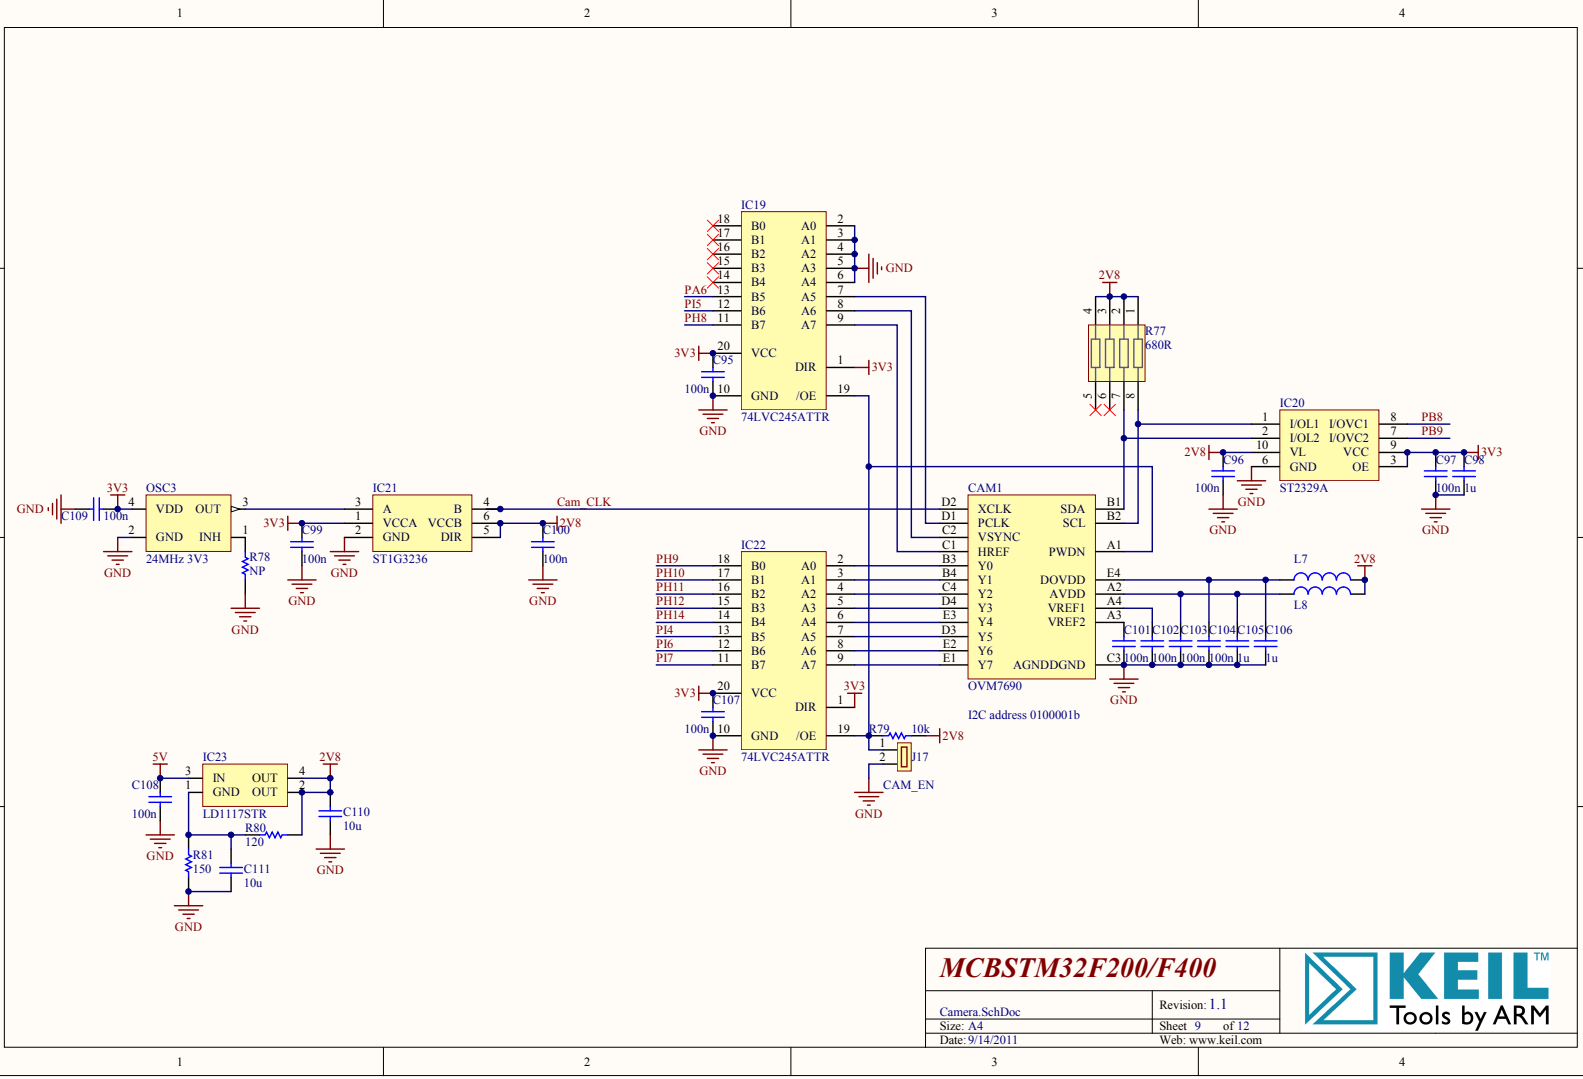 1 2 3 4
IC19
18 B0 A0 2
17 B1 A1 3
16 B2 A2 4
15 B3 A3 5 GND
14 B4 A4 6
PA6 13 B5 A5 7
PI5 12 B6 A6 8
PH8 11 B7 A7 9
3V3 20 VCC
C95
DIR 1 3V3
100n 10 GND /OE 19
74LVC245ATTR
GND
2V8
4 3 2 1
R77
680R
5 6 7 8
IC20
1 I/OL1 I/OVC1 8 PB8
2 I/OL2 I/OVC2 7 PB9
2V8 10 VL VCC 9 3V3
C96 6 GND OE 3 C97 C98
100n GND ST2329A 100n 1u
GND GND
3V3
GND C109 100n
OSC3
4 VDD OUT 3
2 GND INH 1
24MHz 3V3
GND
R78
NP
GND
IC21
3 A B 4 Cam_CLK
3V3 1 VCCA VCCB 6 2V8
C99 2 GND DIR 5 C100
100n ST1G3236 100n
GND GND GND
CAM1
D2 XCLK SDA B1
D1 PCLK SCL B2
C2 VSYNC
C1 HREF PWDN A1
B3 Y0
B4 Y1 DOVDD E4
C4 Y2 AVDD A2
D4 Y3 VREF1 A4
E3 Y4 VREF2 A3
D3 Y5
E2 Y6
E1 Y7 AGNDDGND C3
OVM7690
I2C address 0100001b
L7 2V8
L8
C101 C102 C103 C104 C105 C106
100n 100n 100n 100n 1u 1u
GND
IC22
PH9 18 B0 A0 2
PH10 17 B1 A1 3
PH11 16 B2 A2 4
PH12 15 B3 A3 5
PH14 14 B4 A4 6
PI4 13 B5 A5 7
PI6 12 B6 A6 8
PI7 11 B7 A7 9
3V3 20 VCC 3V3
C107 DIR 1
100n 10 GND /OE 19
74LVC245ATTR
GND
R79 10k 2V8
1
2 J17
CAM_EN
GND
5V IC23 2V8
3 IN OUT 4
C108 1 GND OUT 2
100n LD1117STR C110
R80 10u
120
GND GND
R81 C111
150 10u
GND
MCBSTM32F200/F400
Camera.SchDoc Revision: 1.1
Size: A4 Sheet 9 of 12
Date: 9/14/2011 Web: www.keil.com
KEIL™
Tools by ARM
1 2 3 4